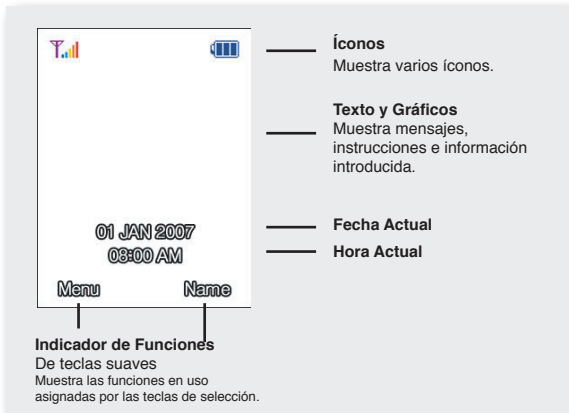 Íconos
Muestra varios íconos.
Texto y Gráficos
Muestra mensajes,
instrucciones e información
introducida.
01 JAN 2007
08:00 AM
Fecha Actual
Hora Actual
Menu
Name
Indicador de Funciones
De teclas suaves
Muestra las funciones en uso
asignadas por las teclas de selección.